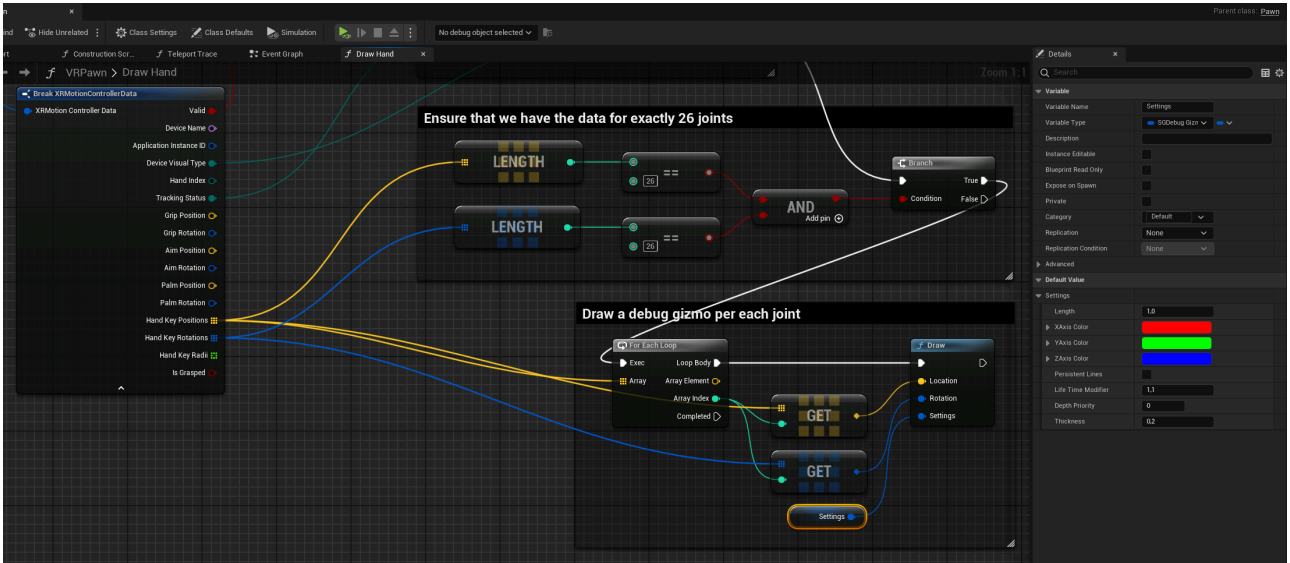 n ×
Parent class: Pawn
ind Hide Unrelated Class Settings Class Defaults Simulation No debug object selected
rt Construction Scr... Teleport Trace Event Graph Draw Hand ×
VRPawn > Draw Hand Zoom 1:1
Break XRMotionControllerData
XRMotion Controller Data Valid
Device Name
Application Instance ID
Device Visual Type
Hand Index
Tracking Status
Grip Position
Grip Rotation
Aim Position
Aim Rotation
Palm Position
Palm Rotation
Hand Key Positions
Hand Key Rotations
Hand Key Radii
Is Grasped
Ensure that we have the data for exactly 26 joints
LENGTH
26 ==
LENGTH
26 ==
AND
Add pin
Branch
True
Condition False
Draw a debug gizmo per each joint
For Each Loop
Exec Loop Body
Array Array Element
Array Index
Completed
GET
GET
Settings
Draw
Location
Rotation
Settings
Details ×
Search
Variable
Variable Name Settings
Variable Type SGDebug Gizn
Description
Instance Editable
Blueprint Read Only
Expose on Spawn
Private
Category Default
Replication None
Replication Condition None
Advanced
Default Value
Settings
Length 1,0
XAxis Color
YAxis Color
ZAxis Color
Persistent Lines
Life Time Modifier 1,1
Depth Priority 0
Thickness 0,2